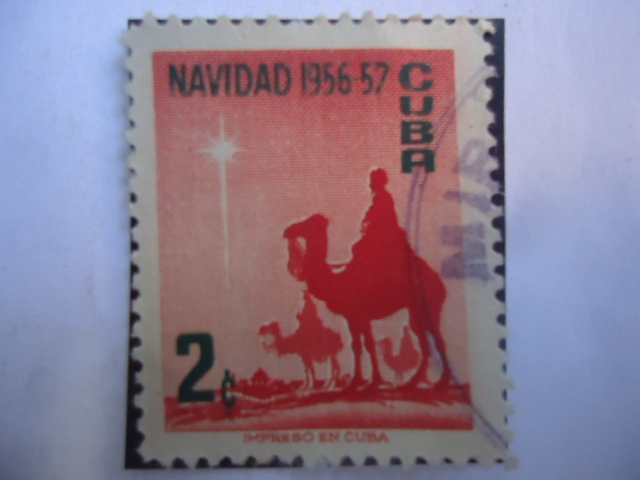 NAVIDAD 1956-57
CUBA
2¢
IMPRESO EN CUBA